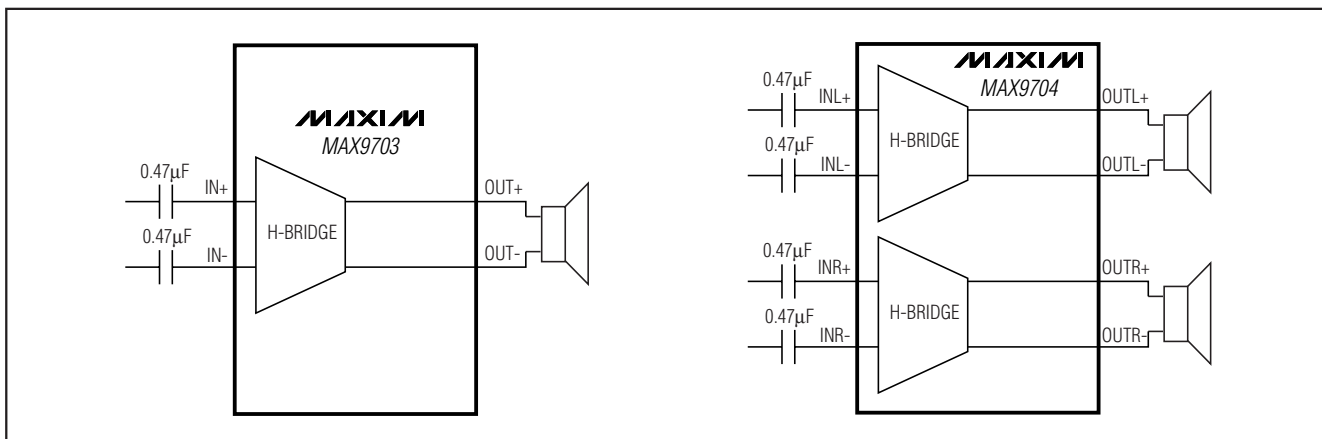 MAXIM
MAX9703
0.47μF
IN+
0.47μF
IN-
H-BRIDGE
OUT+
OUT-
MAXIM
MAX9704
0.47μF
INL+
0.47μF
INL-
H-BRIDGE
OUTL+
OUTL-
0.47μF
INR+
0.47μF
INR-
H-BRIDGE
OUTR+
OUTR-